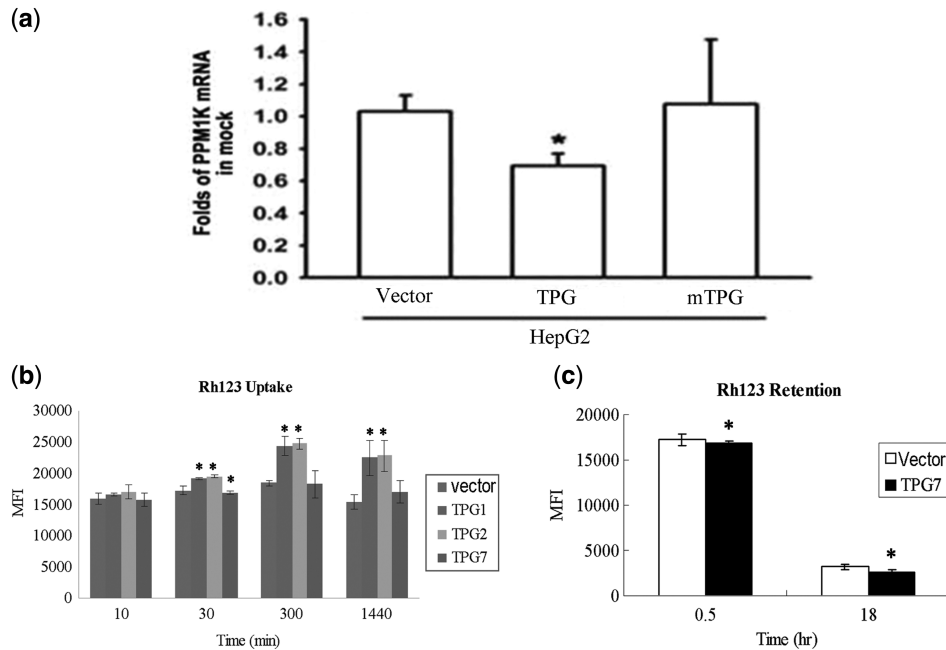 (a)
Folds of PPM1K mRNA
in mock
1.6
1.4
1.2
1.0
0.8
0.6
0.4
0.2
0.0
*
Vector TPG mTPG
HepG2
(b)
Rh123 Uptake
MFI
30000
25000
20000
15000
10000
5000
0
* * * * * * *
10 30 300 1440
Time (min)
vector
TPG1
TPG2
TPG7
(c)
Rh123 Retention
MFI
20000
15000
10000
5000
0
* *
0.5 18
Time (hr)
Vector
TPG7